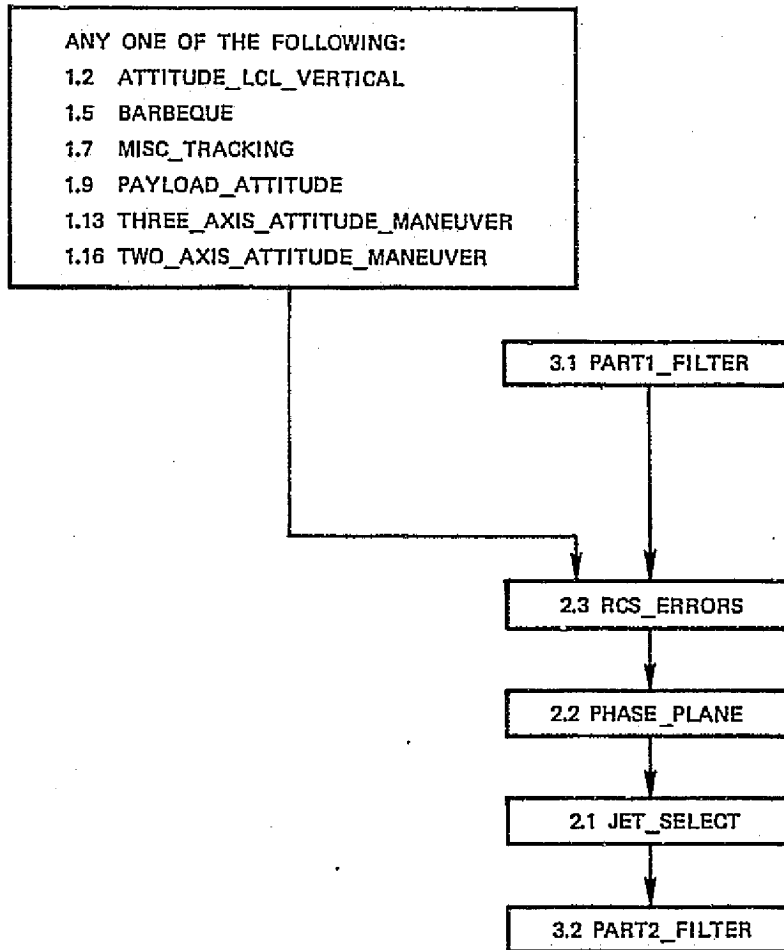 ANY ONE OF THE FOLLOWING:
1.2 ATTITUDE_LCL_VERTICAL
1.5 BARBEQUE
1.7 MISC_TRACKING
1.9 PAYLOAD_ATTITUDE
1.13 THREE_AXIS_ATTITUDE_MANEUVER
1.16 TWO_AXIS_ATTITUDE_MANEUVER
3.1 PART1_FILTER
2.3 RCS_ERRORS
2.2 PHASE_PLANE
2.1 JET_SELECT
3.2 PART2_FILTER